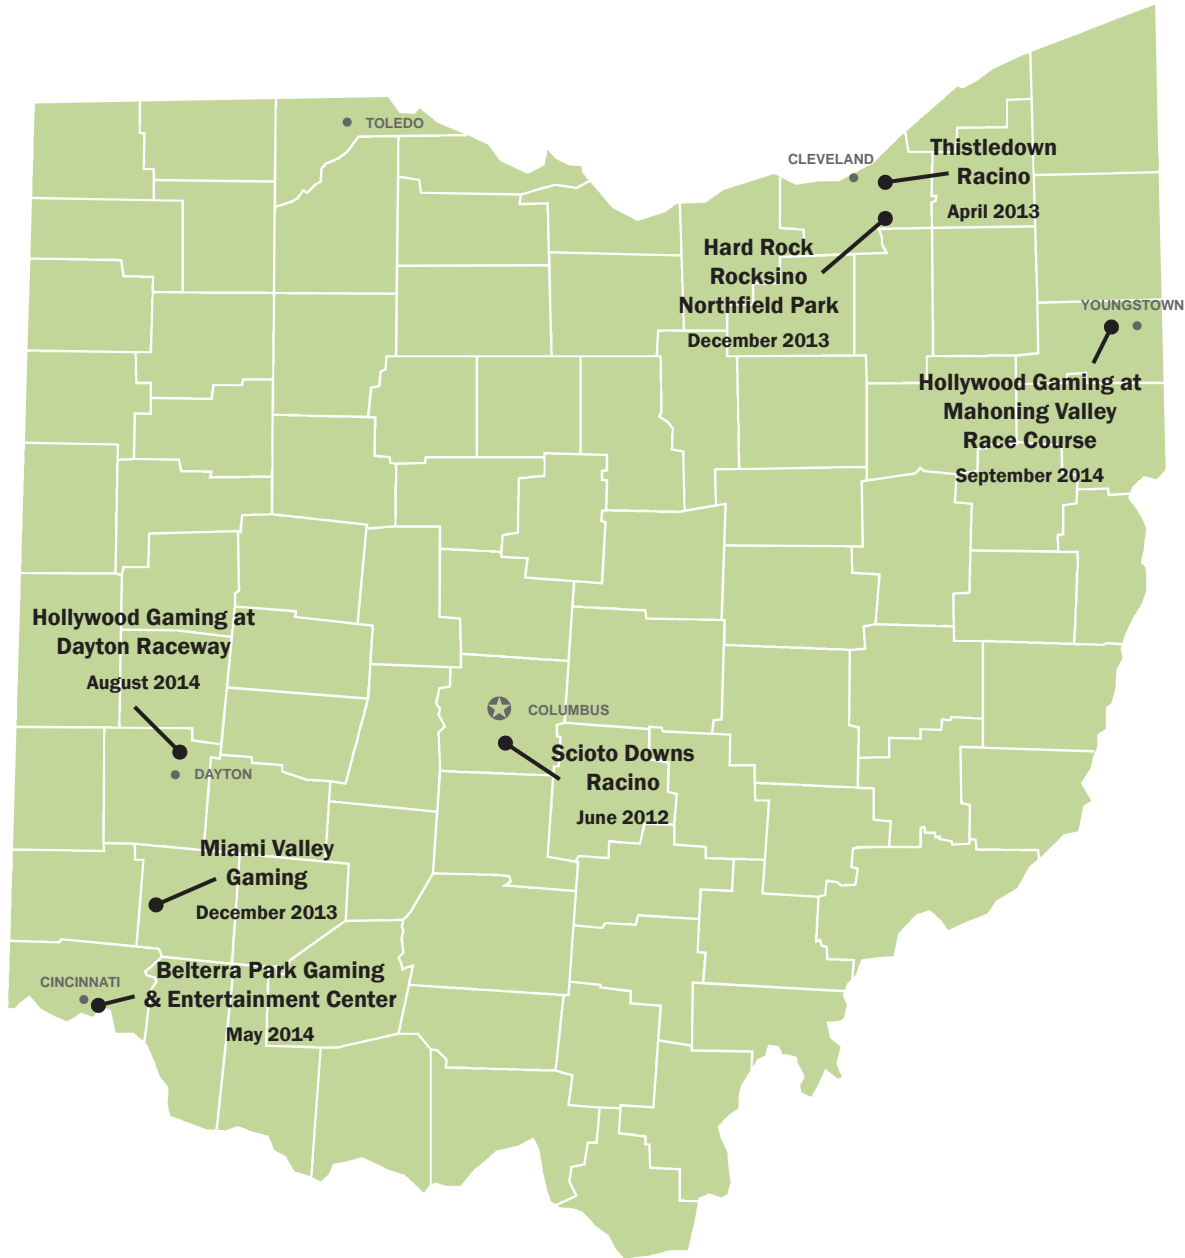 TOLEDO
CLEVELAND
Thistledown
Racino
April 2013
Hard Rock
Rocksino
Northfield Park
December 2013
YOUNGSTOWN
Hollywood Gaming at
Mahoning Valley
Race Course
September 2014
Hollywood Gaming at
Dayton Raceway
August 2014
DAYTON
COLUMBUS
Scioto Downs
Racino
June 2012
Miami Valley
Gaming
December 2013
CINCINNATI
Belterra Park Gaming
& Entertainment Center
May 2014